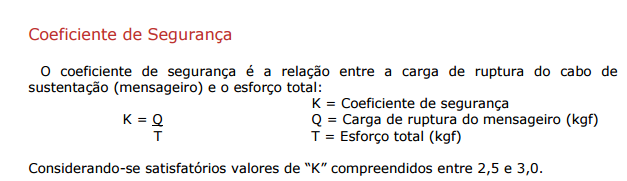 Coeficiente de Segurança
O coeficiente de segurança é a relação entre a carga de ruptura do cabo de
sustentação (mensageiro) e o esforço total:
K = Coeficiente de segurança
K = Q
Q = Carga de ruptura do mensageiro (kgf)
T
T = Esforço total (kgf)
Considerando-se satisfatórios valores de “K” compreendidos entre 2,5 e 3,0.